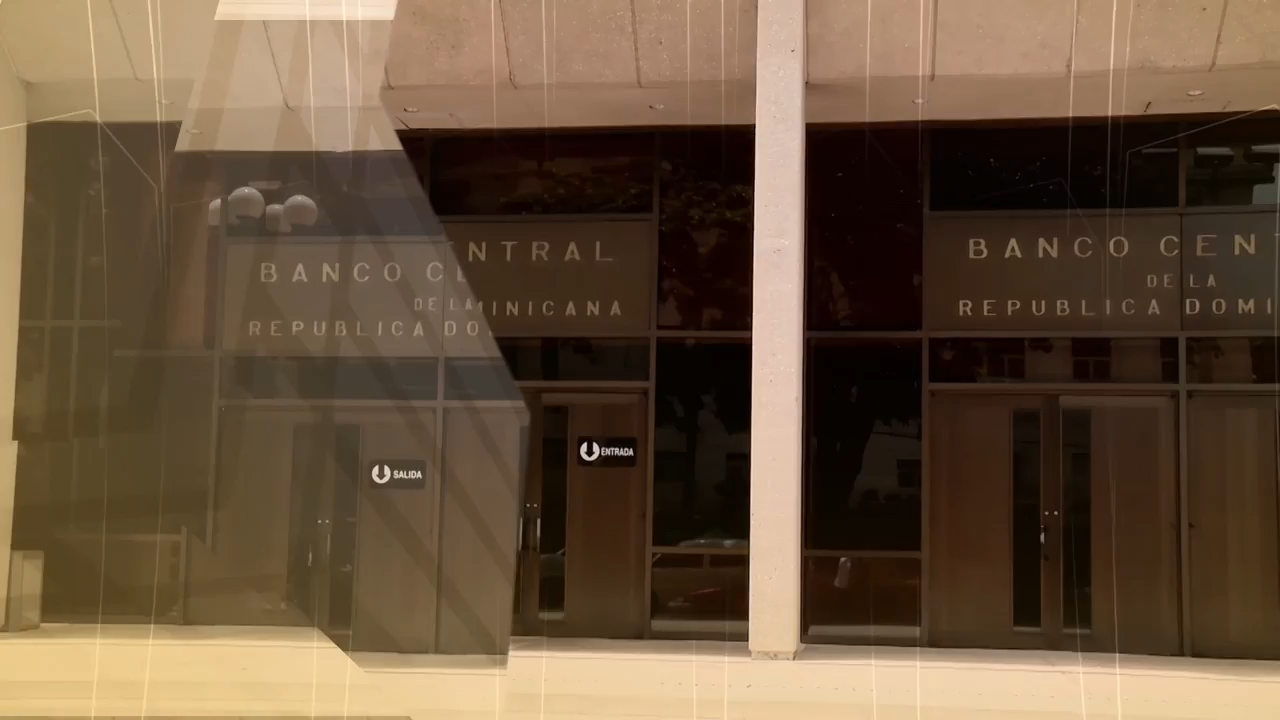 BANCO CENTRAL
DE LA
REPUBLICA DOMINICANA
SALIDA
ENTRADA
BANCO CEN
DE LA
REPUBLICA DOMI